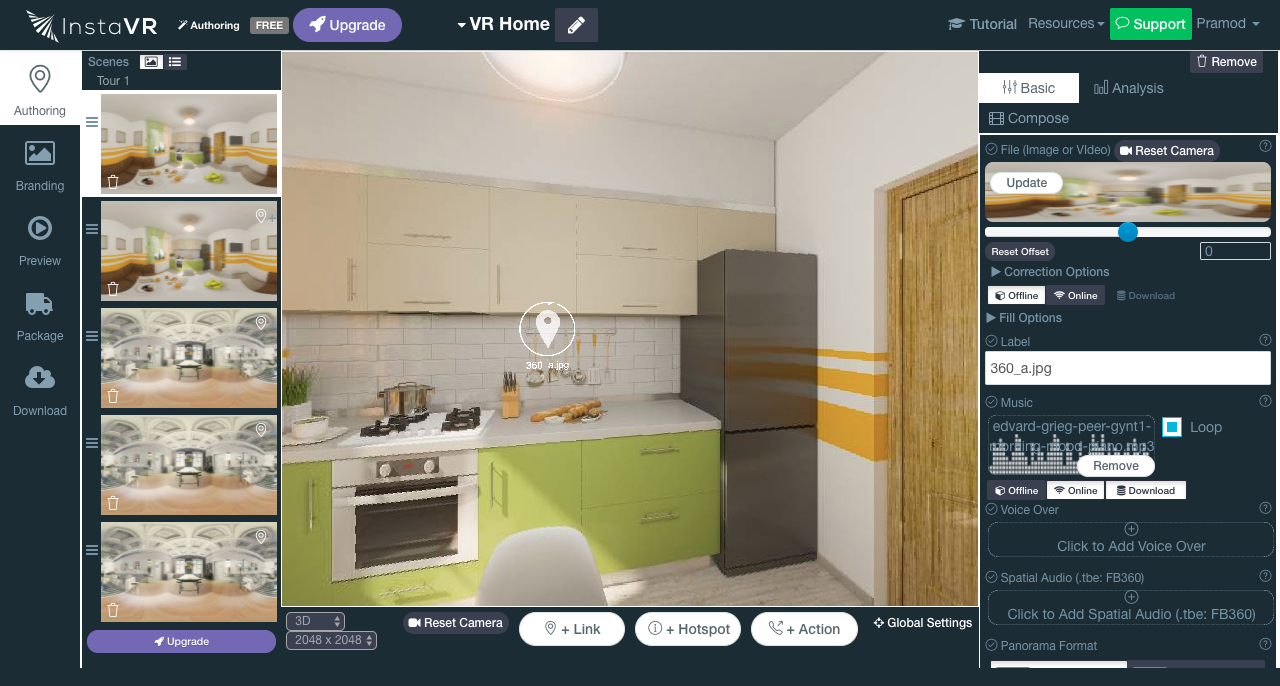 InstaVR
Authoring
FREE
Upgrade
VR Home
Tutorial
Resources
Support
Pramod
Authoring
Branding
Preview
Package
Download
Scenes
Tour 1
Upgrade
360_a.jpg
3D
2048 x 2048
Reset Camera
+ Link
+ Hotspot
+ Action
Global Settings
Remove
Basic
Analysis
Compose
File (Image or VIdeo)
Reset Camera
Update
Reset Offset
0
Correction Options
Offline
Online
Download
Fill Options
Label
360_a.jpg
Music
edvard-grieg-peer-gynt1-
morning-mood-piano.mp3
Loop
Remove
Offline
Online
Download
Voice Over
Click to Add Voice Over
Spatial Audio (.tbe: FB360)
Click to Add Spatial Audio (.tbe: FB360)
Panorama Format